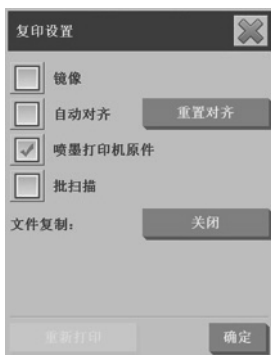 复印设置
镜像
自动对齐 重置对齐
喷墨打印机原件
批扫描
文件复制： 关闭
重新打印 确定